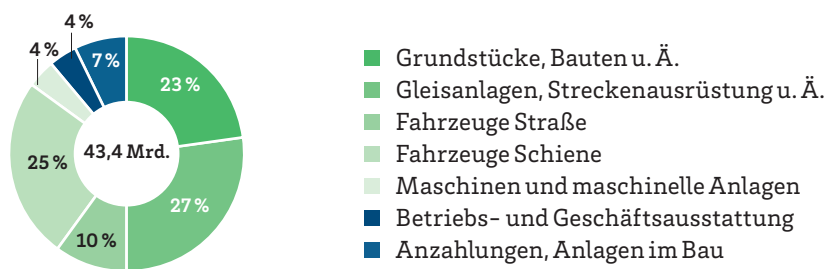 4 %
4 %
7 %
23 %
43,4 Mrd.
25 %
27 %
10 %
Grundstücke, Bauten u. Ä.
Gleisanlagen, Streckenausrüstung u. Ä.
Fahrzeuge Straße
Fahrzeuge Schiene
Maschinen und maschinelle Anlagen
Betriebs- und Geschäftsausstattung
Anzahlungen, Anlagen im Bau